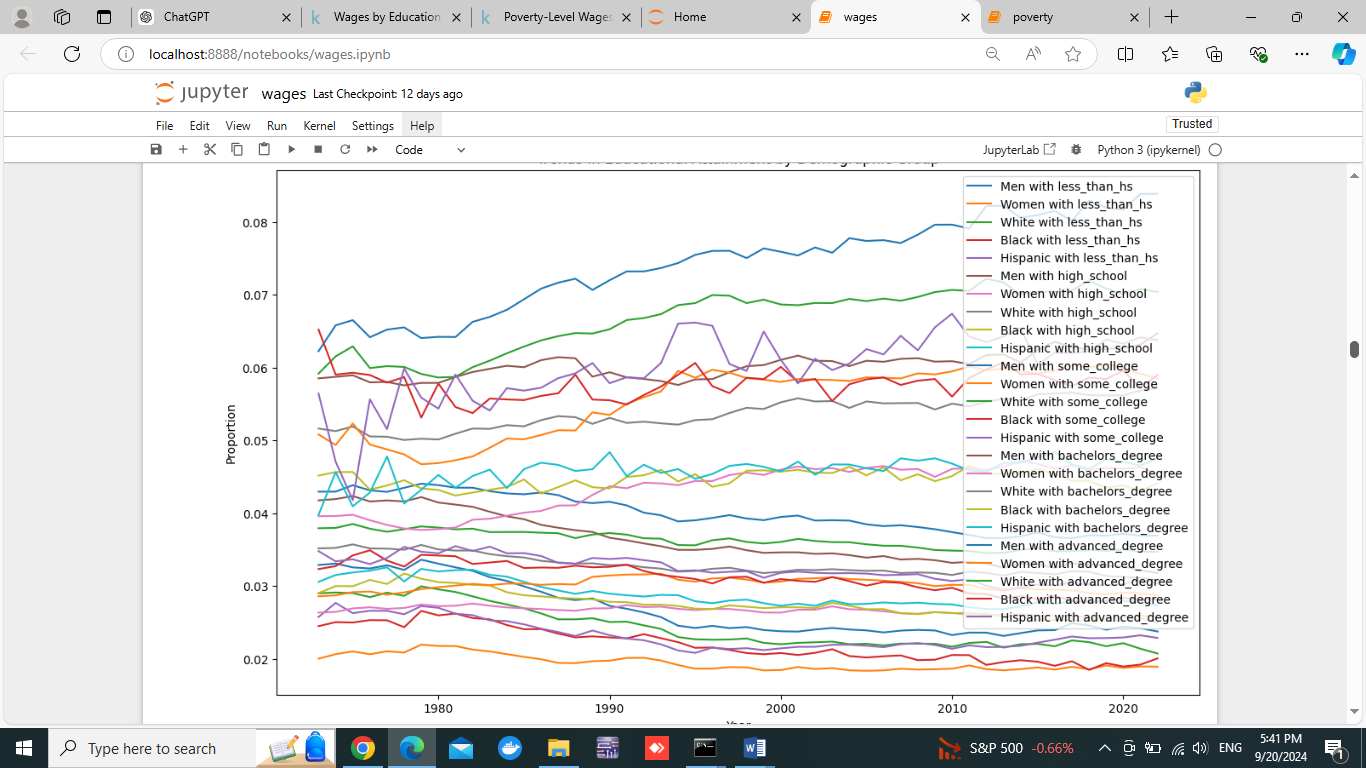 ChatGPT
Wages by Education
Poverty-Level Wages
Home
wages
poverty
localhost:8888/notebooks/wages.ipynb
jupyter wages Last Checkpoint: 12 days ago
File Edit View Run Kernel Settings Help
Trusted
Code
JupyterLab
Python 3 (ipykernel)
Trends in Educational Attainment by Demographic Group
Men with less_than_hs
Women with less_than_hs
White with less_than_hs
Black with less_than_hs
Hispanic with less_than_hs
Men with high_school
Women with high_school
White with high_school
Black with high_school
Hispanic with high_school
Men with some_college
Women with some_college
White with some_college
Black with some_college
Hispanic with some_college
Men with bachelors_degree
Women with bachelors_degree
White with bachelors_degree
Black with bachelors_degree
Hispanic with bachelors_degree
Men with advanced_degree
Women with advanced_degree
White with advanced_degree
Black with advanced_degree
Hispanic with advanced_degree
0.08
0.07
0.06
0.05
0.04
0.03
0.02
Proportion
1980 1990 2000 2010 2020
Year
Type here to search
S&P 500 -0.66%
ENG
5:41 PM
9/20/2024
1